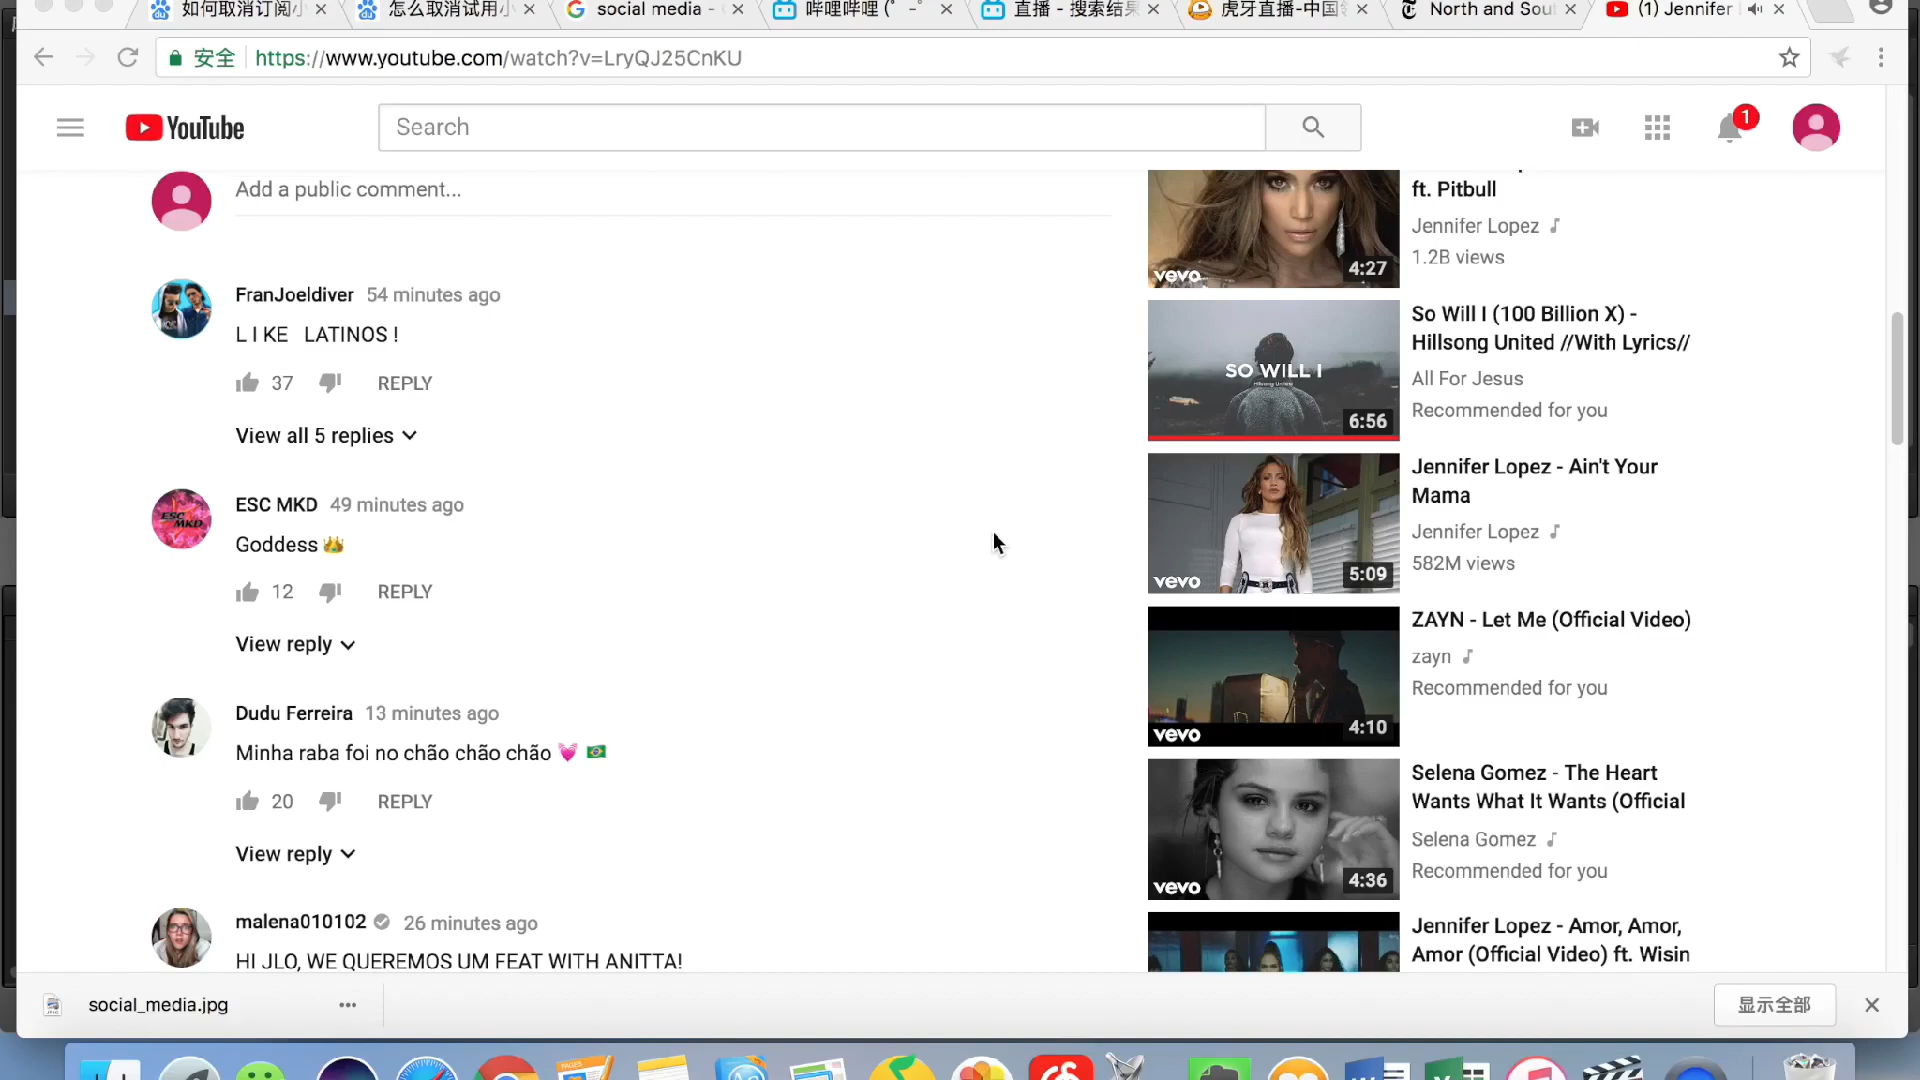 如何取消订阅小
怎么取消试用小
social media -
哔哩哔哩 (゜-゜
直播 - 搜索结果
虎牙直播-中国
North and Sou
(1) Jennifer
安全
https://www.youtube.com/watch?v=LryQJ25CnKU
YouTube
Search
1
Add a public comment...
FranJoeldiver 54 minutes ago
L I KE LATINOS !
37 REPLY
View all 5 replies
ESC MKD
ESC MKD 49 minutes ago
Goddess
12 REPLY
View reply
Dudu Ferreira 13 minutes ago
Minha raba foi no chão chão chão
20 REPLY
View reply
malena010102 26 minutes ago
HI JLO, WE QUEREMOS UM FEAT WITH ANITTA!
vevo 4:27
ft. Pitbull
Jennifer Lopez
1.2B views
SO WILL I
6:56
So Will I (100 Billion X) -
Hillsong United //With Lyrics//
All For Jesus
Recommended for you
vevo 5:09
Jennifer Lopez - Ain't Your
Mama
Jennifer Lopez
582M views
vevo 4:10
ZAYN - Let Me (Official Video)
zayn
Recommended for you
vevo 4:36
Selena Gomez - The Heart
Wants What It Wants (Official
Selena Gomez
Recommended for you
Jennifer Lopez - Amor, Amor,
Amor (Official Video) ft. Wisin
social_media.jpg
显示全部
PAGES